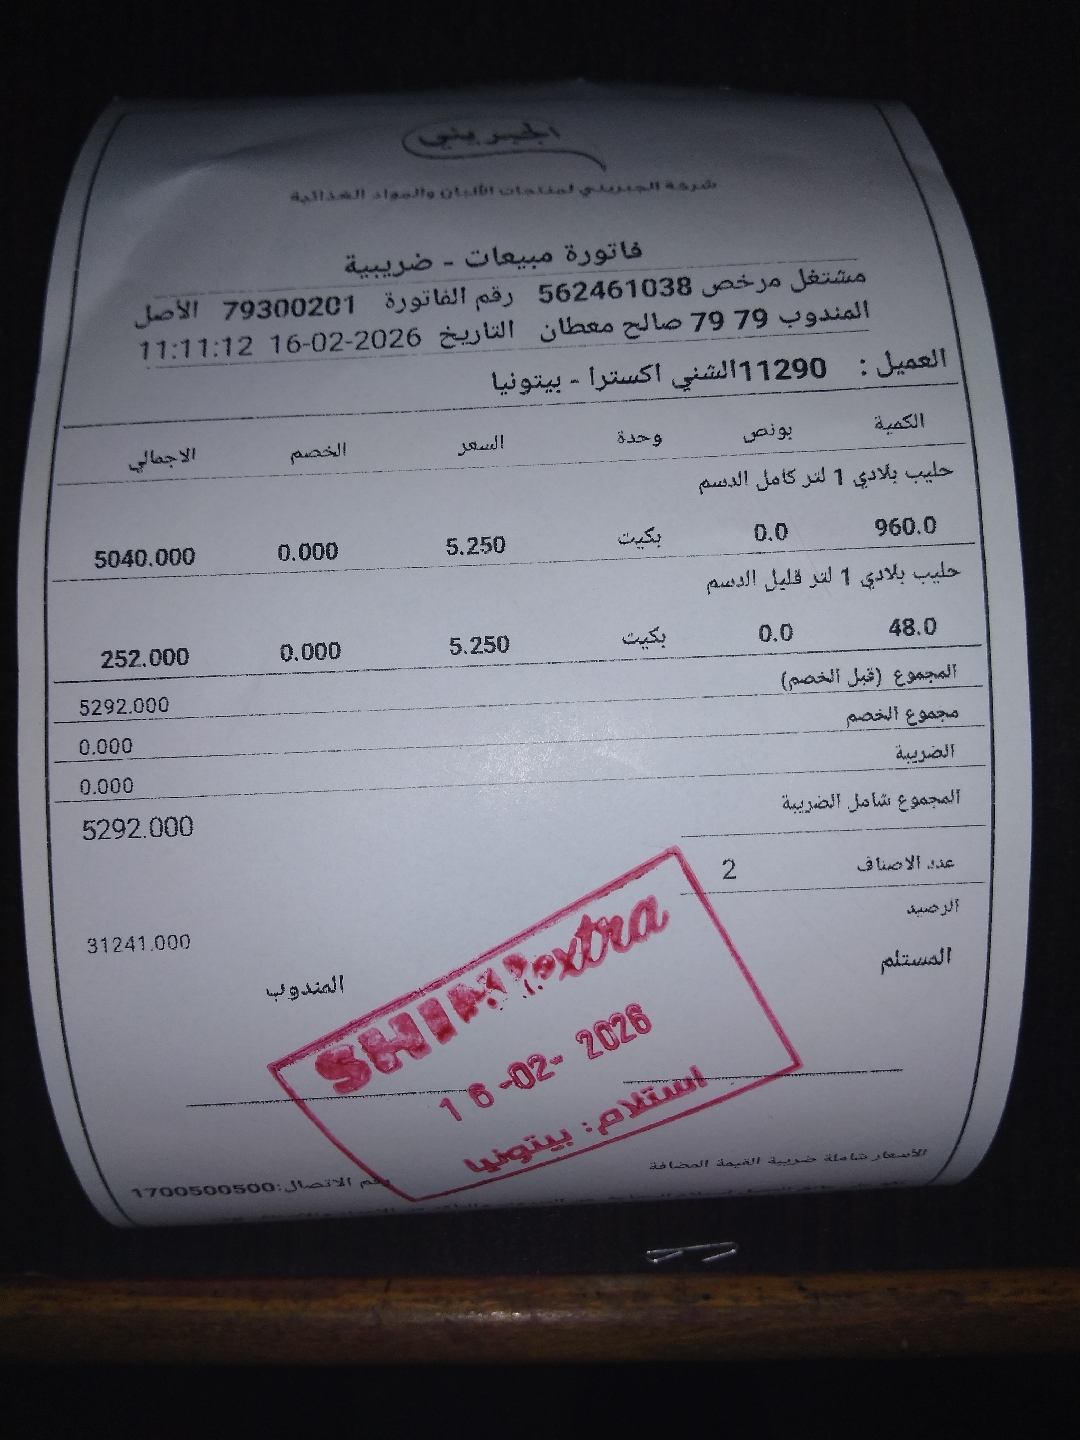 الجبريني
شركة الجبريني لمنتجات الألبان والمواد الغذائية
فاتورة مبيعات - ضريبية
مشتغل مرخص 562461038 رقم الفاتورة 79300201 الأصل
المندوب 79 79 صالح معطان التاريخ 16-02-2026 11:11:12
العميل : 11290الشني اكسترا - بيتونيا
الكمية بونص وحدة السعر الخصم الاجمالي
حليب بلادي 1 لتر كامل الدسم
960.0 0.0 بكيت 5.250 0.000 5040.000
حليب بلادي 1 لتر قليل الدسم
48.0 0.0 بكيت 5.250 0.000 252.000
المجموع (قبل الخصم) 5292.000
مجموع الخصم 0.000
الضريبة 0.000
المجموع شامل الضريبة 5292.000
عدد الاصناف 2
الرصيد 31241.000
المستلم المندوب
SHINI extra
16-02-2026
استلام: بيتونيا
الأسعار شاملة ضريبة القيمة المضافة
رقم الاتصال:1700500500